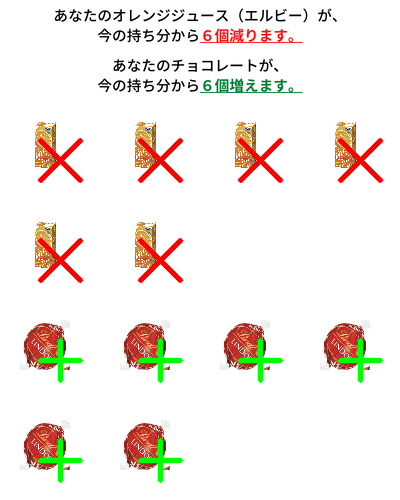 あなたのオレンジジュース（エルビー）が、
今の持ち分から６個減ります。
あなたのチョコレートが、
今の持ち分から６個増えます。